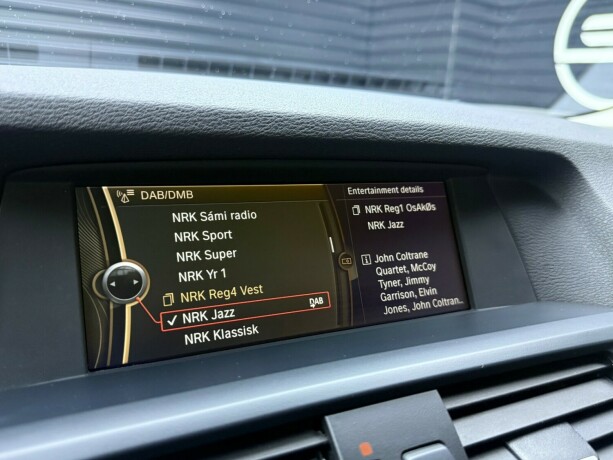 DAB/DMB
NRK Sámi radio
NRK Sport
NRK Super
NRK Yr 1
NRK Reg4 Vest
NRK Jazz DAB
NRK Klassisk
Entertainment details
NRK Reg1 OsAkØs
NRK Jazz
John Coltrane
Quartet, McCoy
Tyner, Jimmy
Garrison, Elvin
Jones, John Coltran..